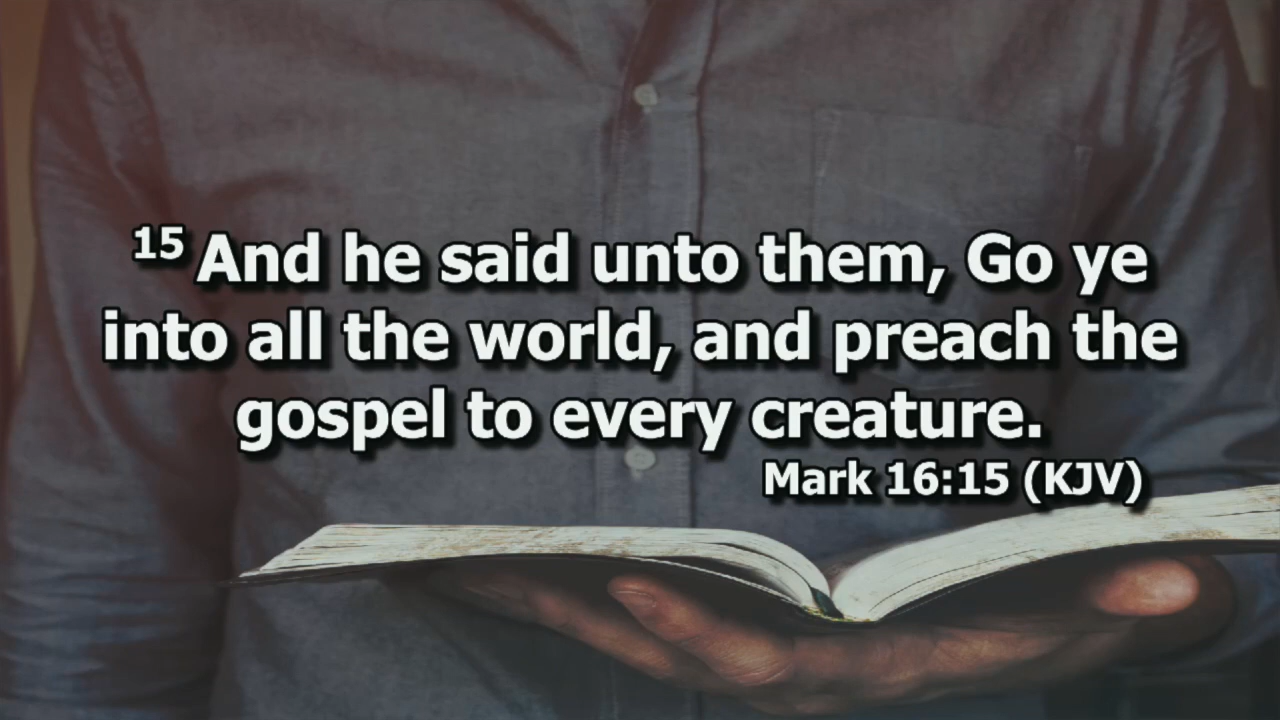 15 And he said unto them, Go ye
into all the world, and preach the
gospel to every creature.
Mark 16:15 (KJV)